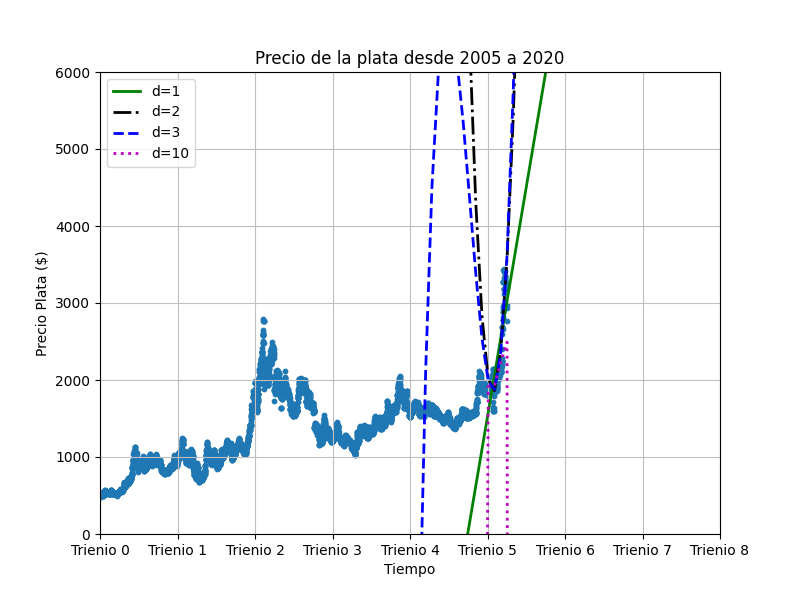 Precio de la plata desde 2005 a 2020
6000
5000
4000
3000
2000
1000
0
Precio Plata ($)
d=1
d=2
d=3
d=10
Trienio 0 Trienio 1 Trienio 2 Trienio 3 Trienio 4 Trienio 5 Trienio 6 Trienio 7 Trienio 8
Tiempo